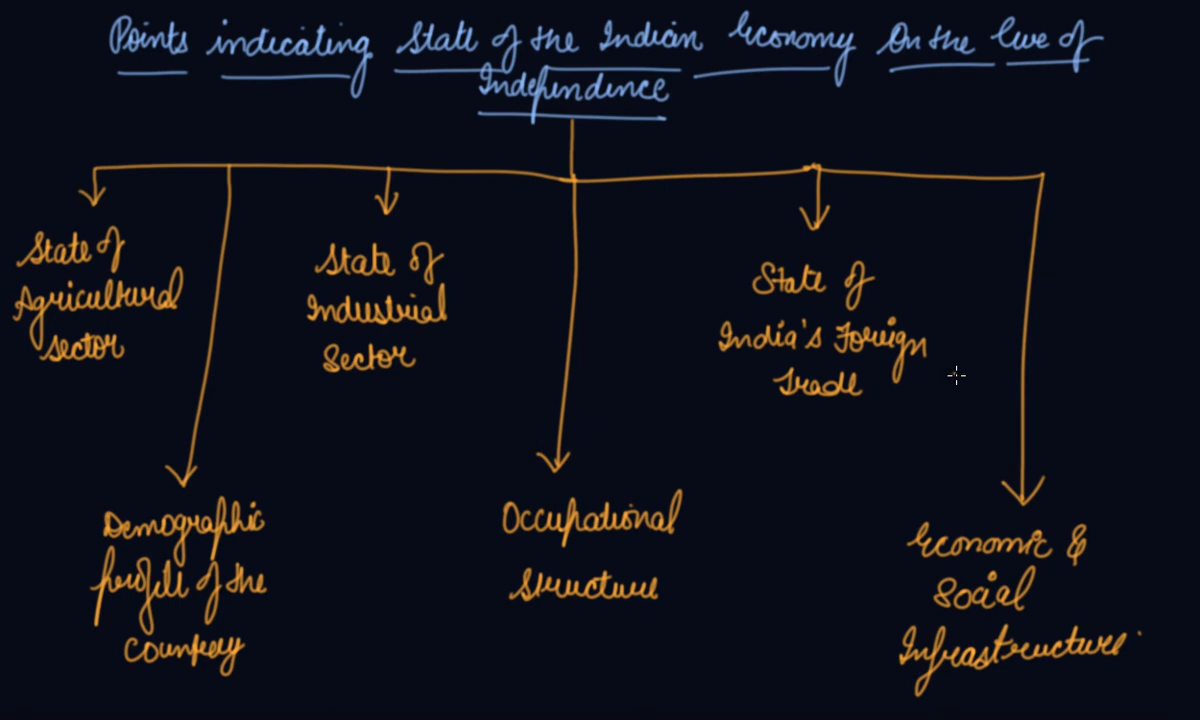 Points indicating State of the Indian Economy On the Eve of
Independence
State of
Agricultural
sector
State of
Industrial
Sector
State of
India's Foreign
Trade
Demographic
profile of the
country
Occupational
structure
Economic &
Social
Infrastructure